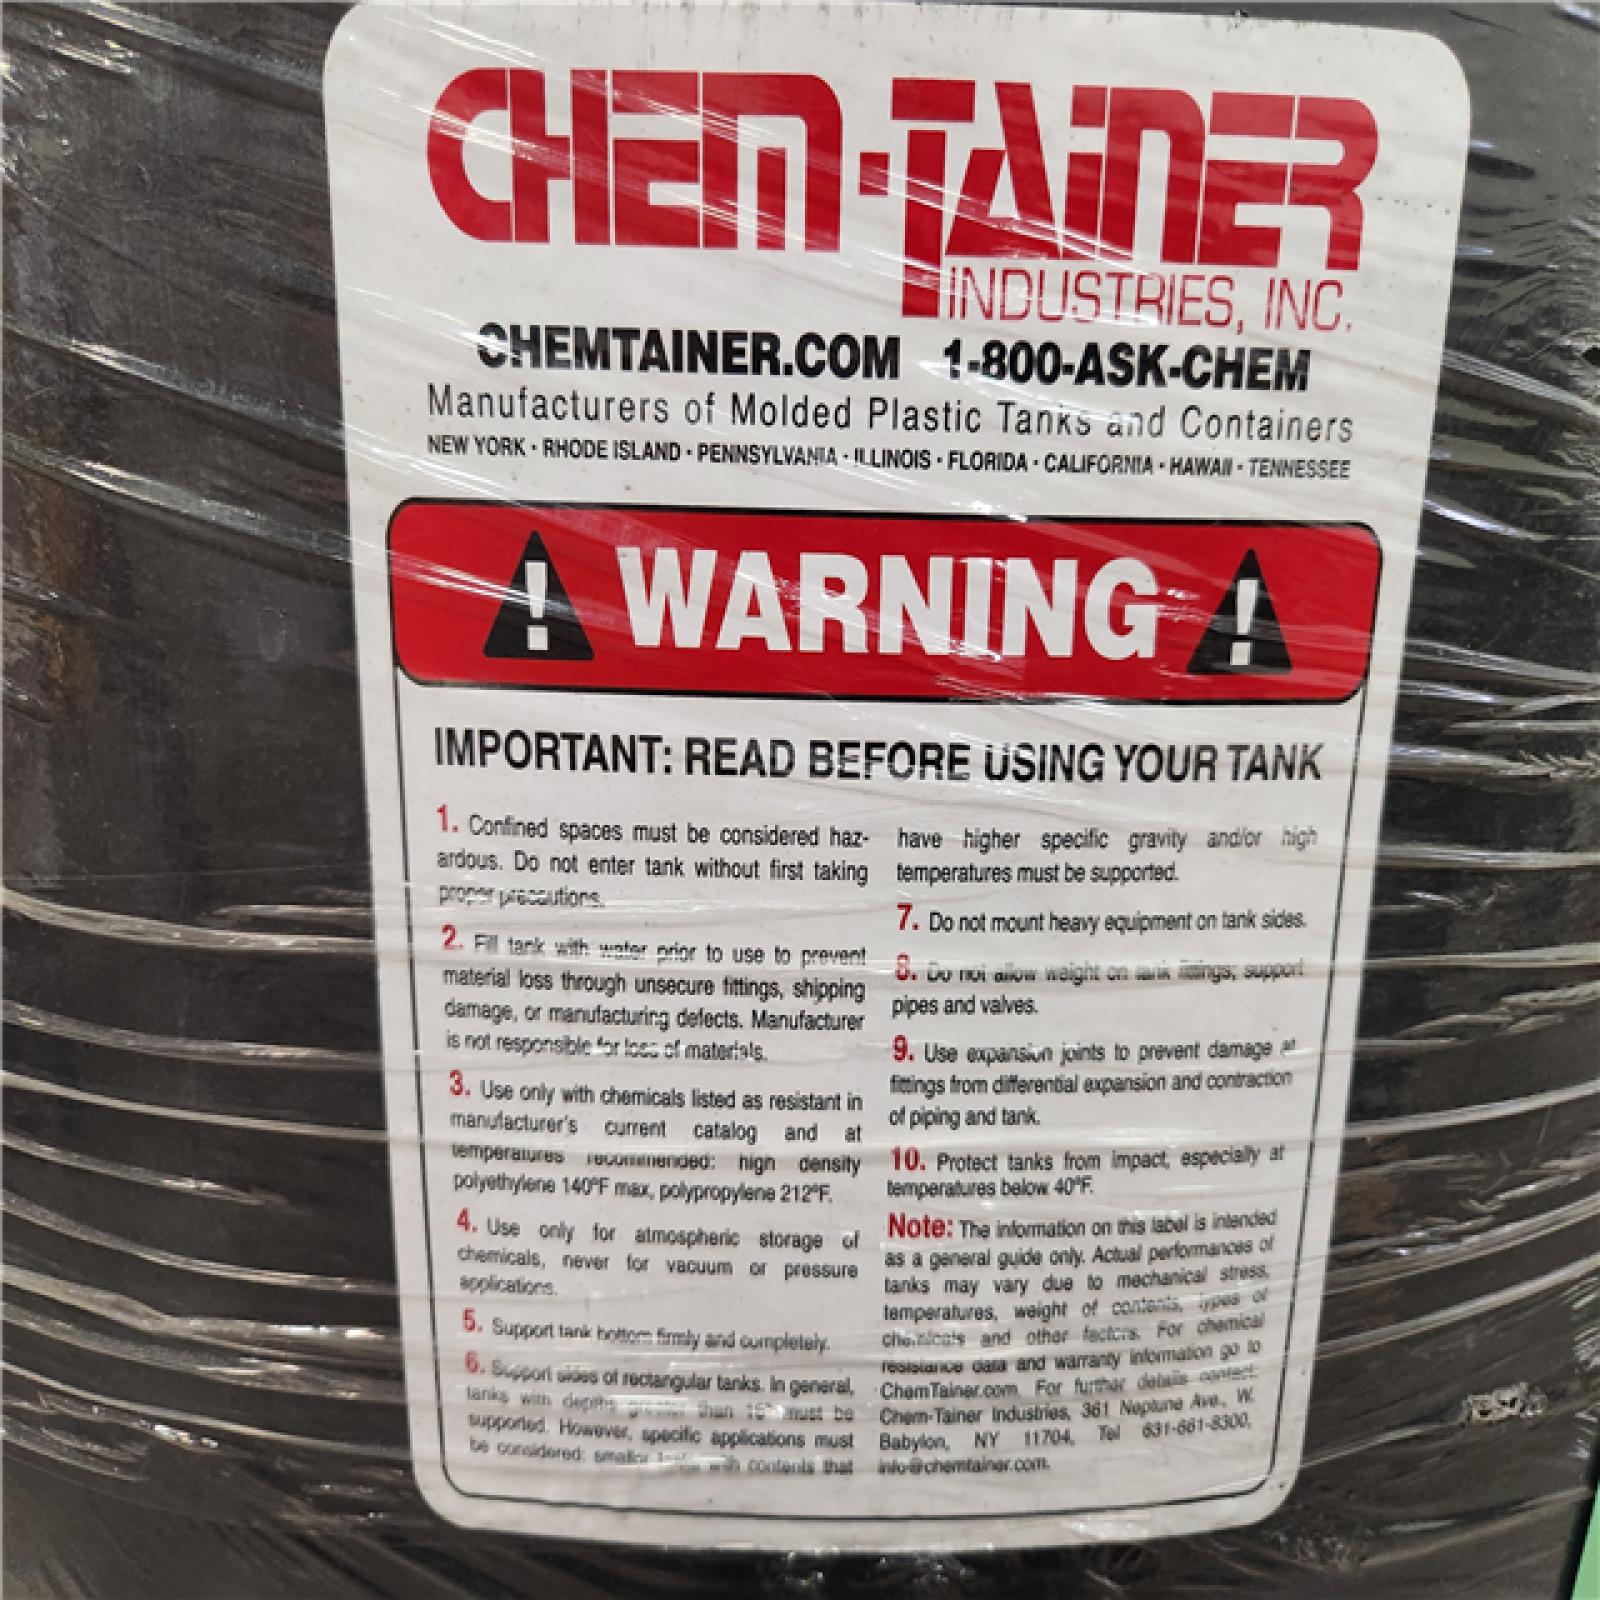 CHEM-TAINER
INDUSTRIES, INC.
CHEMTAINER.COM 1-800-ASK-CHEM
Manufacturers of Molded Plastic Tanks and Containers
NEW YORK · RHODE ISLAND · PENNSYLVANIA · ILLINOIS · FLORIDA · CALIFORNIA · HAWAII · TENNESSEE
! WARNING !
IMPORTANT: READ BEFORE USING YOUR TANK
1. Confined spaces must be considered haz-
ardous. Do not enter tank without first taking
proper precautions.
2. Fill tank with water prior to use to prevent
material loss through unsecure fittings, shipping
damage, or manufacturing defects. Manufacturer
is not responsible for loss of materials.
3. Use only with chemicals listed as resistant in
manufacturer's current catalog and at
temperatures recommended: high density
polyethylene 140°F max, polypropylene 212°F.
4. Use only for atmospheric storage of
chemicals, never for vacuum or pressure
applications.
5. Support tank bottom firmly and completely.
6. Support sides of rectangular tanks. In general,
tanks with depths greater than 18" must be
supported. However, specific applications must
be considered: smaller tanks with contents that
have higher specific gravity and/or high
temperatures must be supported.
7. Do not mount heavy equipment on tank sides.
8. Do not allow weight on tank fittings; support
pipes and valves.
9. Use expansion joints to prevent damage at
fittings from differential expansion and contraction
of piping and tank.
10. Protect tanks from impact, especially at
temperatures below 40°F.
Note: The information on this label is intended
as a general guide only. Actual performances of
tanks may vary due to mechanical stress,
temperatures, weight of contents, types of
chemicals and other factors. For chemical
resistance data and warranty information go to
ChemTainer.com. For further details contact:
Chem-Tainer Industries, 361 Neptune Ave., W.
Babylon, NY 11704, Tel 631-661-8300,
info@chemtainer.com.